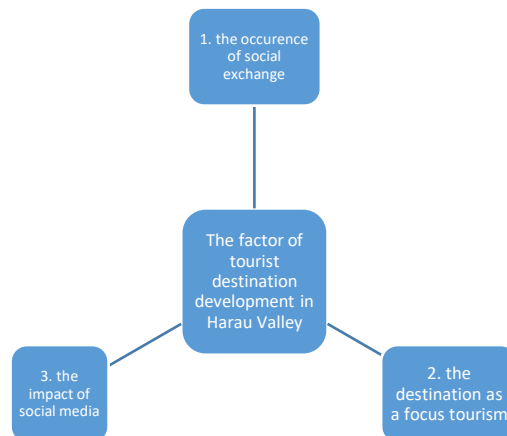 1. the occurence
of social
exchange
The factor of
tourist
destination
development in
Harau Valley
3. the
impact of
social media
2. the
destination as
a focus tourism